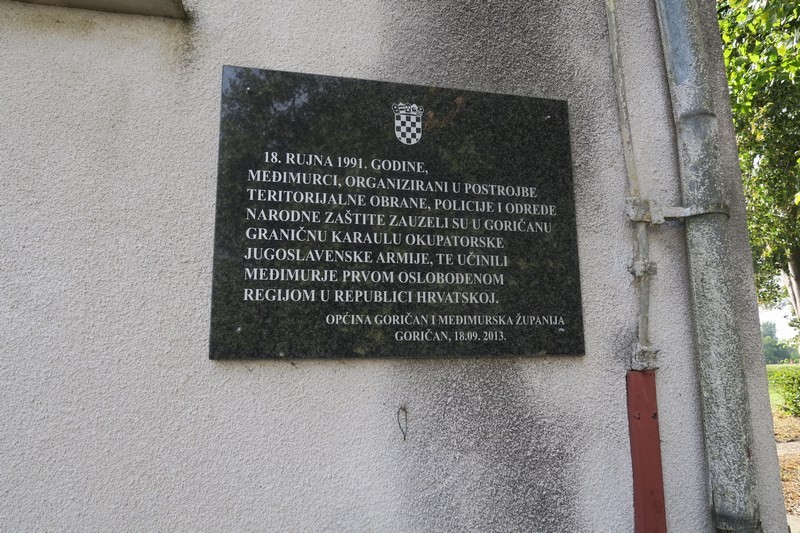 18. RUJNA 1991. GODINE,
MEĐIMURCI, ORGANIZIRANI U POSTROJBE
TERITORIJALNE OBRANE, POLICIJE I ODREĐE
NARODNE ZAŠTITE ZAUZELI SU U GORIČANU
GRANIČNU KARAULU OKUPATORSKE
JUGOSLAVENSKE ARMIJE, TE UČINILI
MEĐIMURJE PRVOM OSLOBOĐENOM
REGIJOM U REPUBLICI HRVATSKOJ.
OPĆINA GORIČAN I MEĐIMURSKA ŽUPANIJA
GORIČAN, 18.09. 2013.